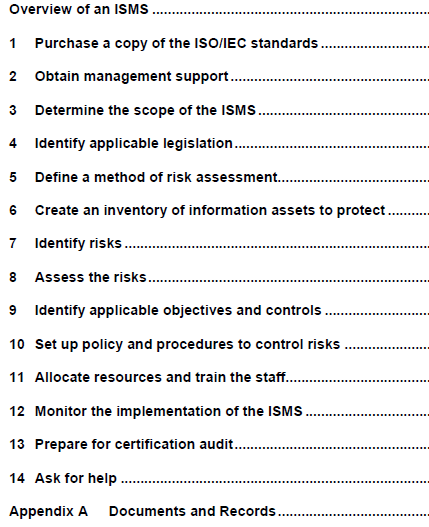 Overview of an ISMS ...................................................................
1 Purchase a copy of the ISO/IEC standards ............................
2 Obtain management support ..................................................
3 Determine the scope of the ISMS ...........................................
4 Identify applicable legislation .................................................
5 Define a method of risk assessment.......................................
6 Create an inventory of information assets to protect ...........
7 Identify risks ............................................................................
8 Assess the risks.......................................................................
9 Identify applicable objectives and controls ...........................
10 Set up policy and procedures to control risks ......................
11 Allocate resources and train the staff.....................................
12 Monitor the implementation of the ISMS ................................
13 Prepare for certification audit..................................................
14 Ask for help ..............................................................................
Appendix A Documents and Records.......................................